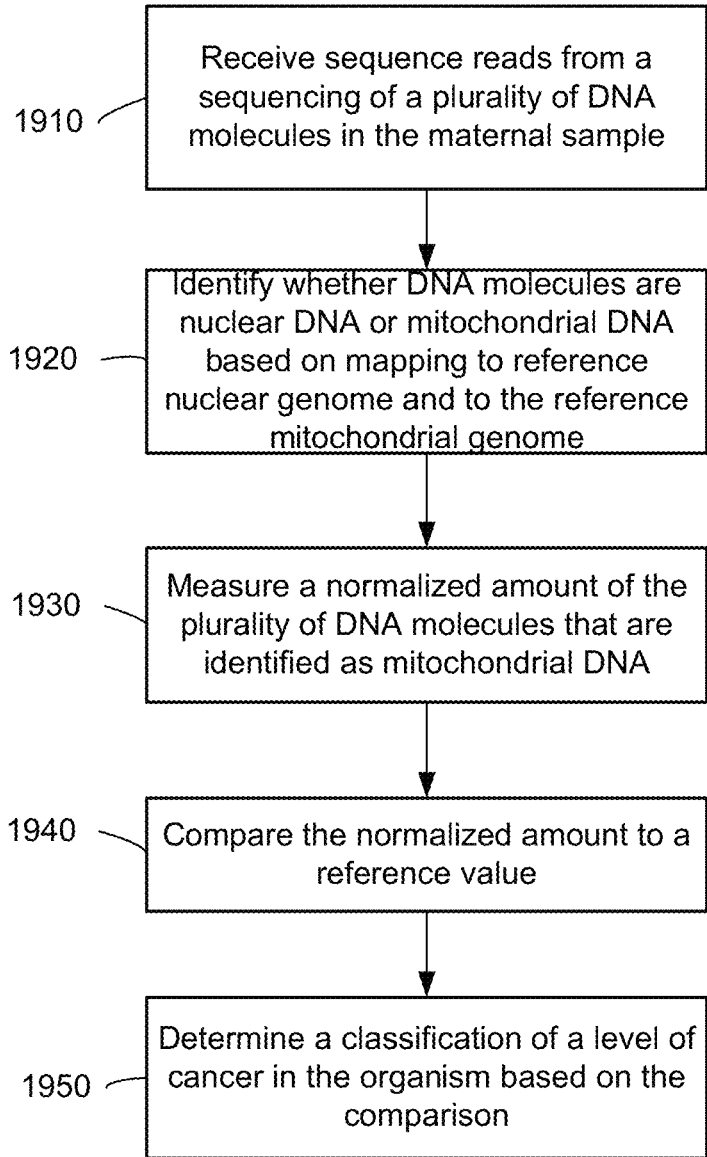 1910
Receive sequence reads from a
sequencing of a plurality of DNA
molecules in the maternal sample
1920
Identify whether DNA molecules are
nuclear DNA or mitochondrial DNA
based on mapping to reference
nuclear genome and to the reference
mitochondrial genome
1930
Measure a normalized amount of the
plurality of DNA molecules that are
identified as mitochondrial DNA
1940
Compare the normalized amount to a
reference value
1950
Determine a classification of a level of
cancer in the organism based on the
comparison